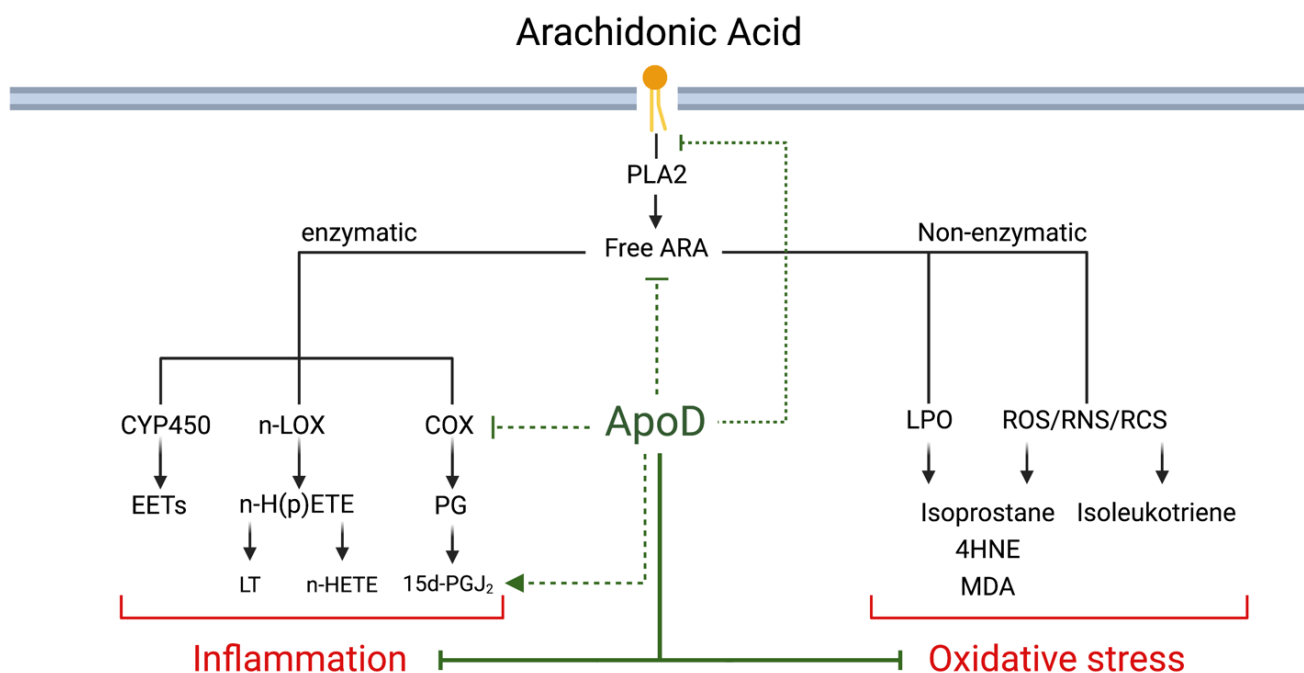 Arachidonic Acid
PLA2
enzymatic
Free ARA
Non-enzymatic
CYP450
n-LOX
COX
ApoD
LPO
ROS/RNS/RCS
EETs
n-H(p)ETE
PG
Isoprostane
Isoleukotriene
4HNE
LT
n-HETE
15d-PGJ₂
MDA
Inflammation
Oxidative stress